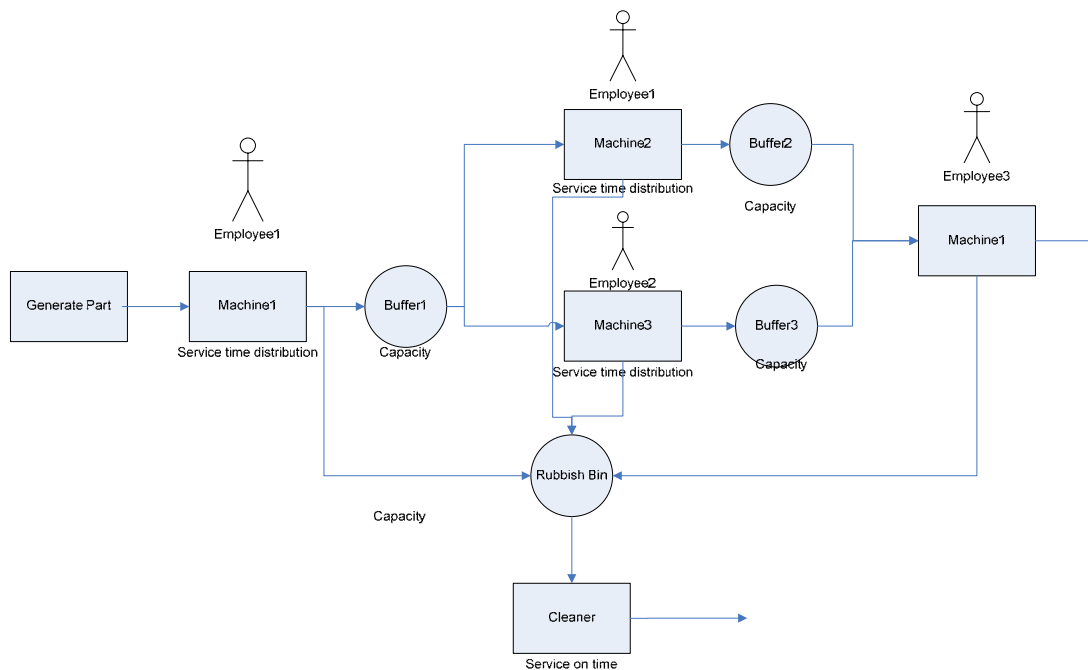 Employee1
Machine2
Service time distribution
Buffer2
Capacity
Employee3
Machine1
Employee1
Generate Part
Machine1
Service time distribution
Buffer1
Capacity
Employee2
Machine3
Service time distribution
Buffer3
Capacity
Rubbish Bin
Capacity
Cleaner
Service on time